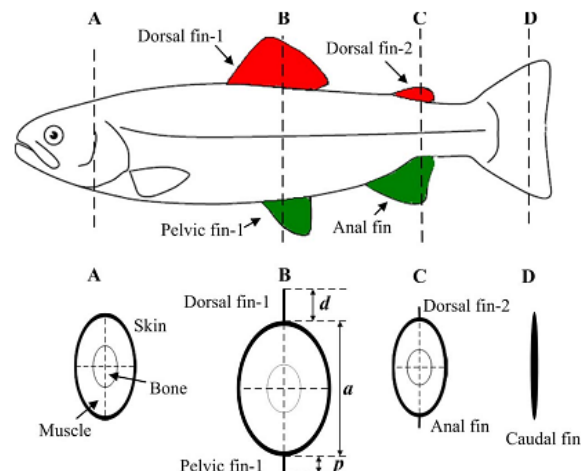 A
B
C
D
Dorsal fin-1
Dorsal fin-2
Pelvic fin-1
Anal fin
A
B
C
D
Dorsal fin-1
d
Dorsal fin-2
Skin
a
Bone
Muscle
Anal fin
Pelvic fin-1
p
Caudal fin